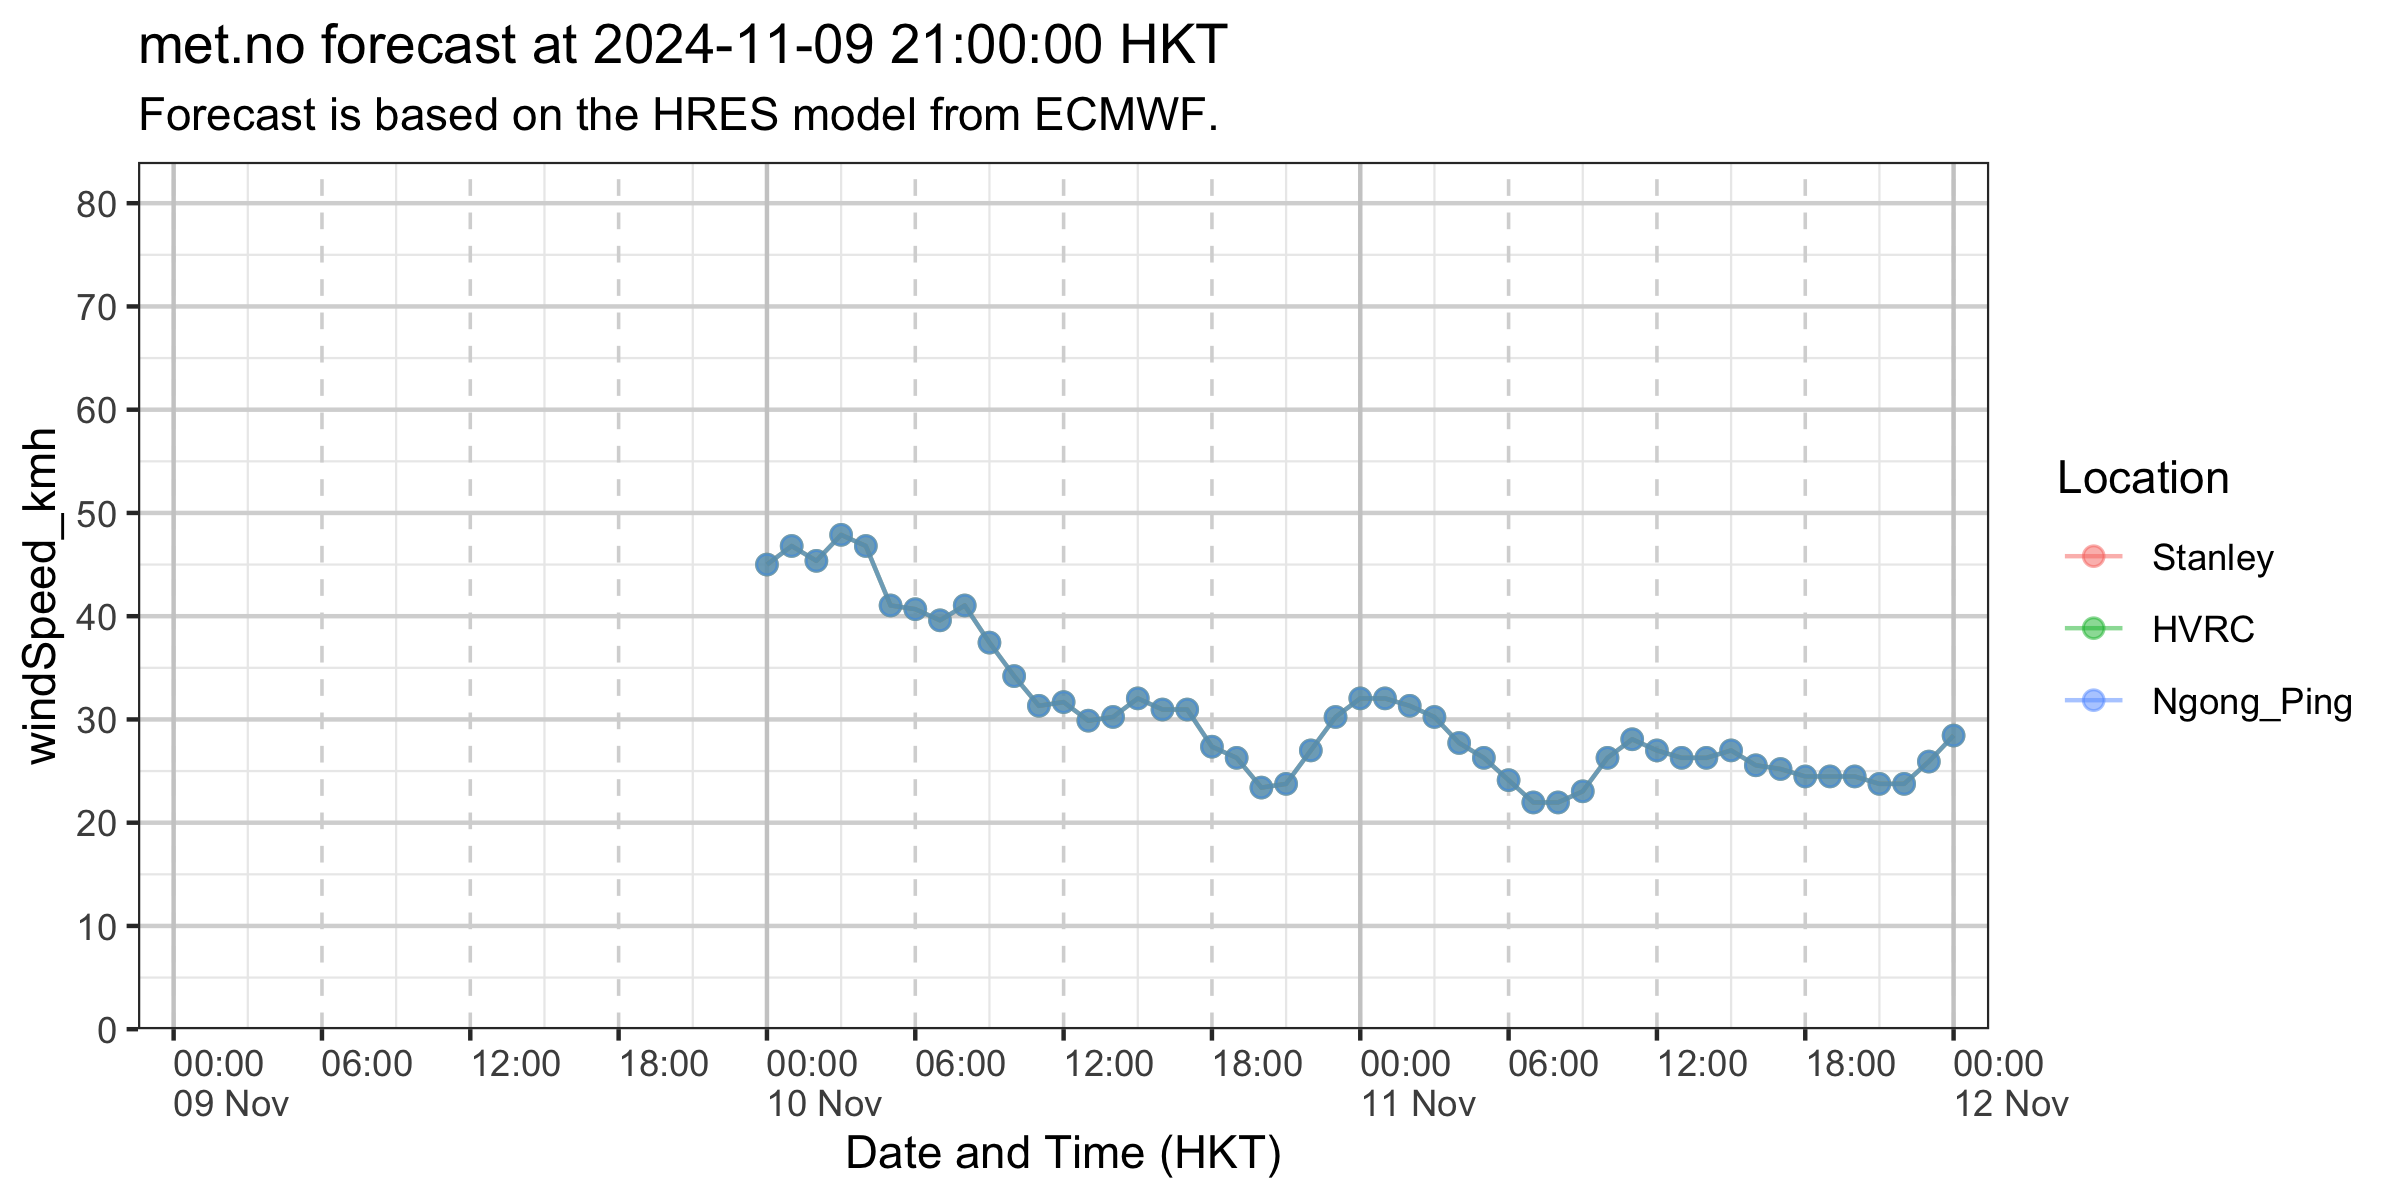 met.no forecast at 2024-11-09 21:00:00 HKT
Forecast is based on the HRES model from ECMWF.
windSpeed_kmh
80
70
60
50
40
30
20
10
0
00:00 06:00 12:00 18:00 00:00 06:00 12:00 18:00 00:00 06:00 12:00 18:00 00:00
09 Nov 10 Nov 11 Nov 12 Nov
Date and Time (HKT)
Location
Stanley
HVRC
Ngong_Ping